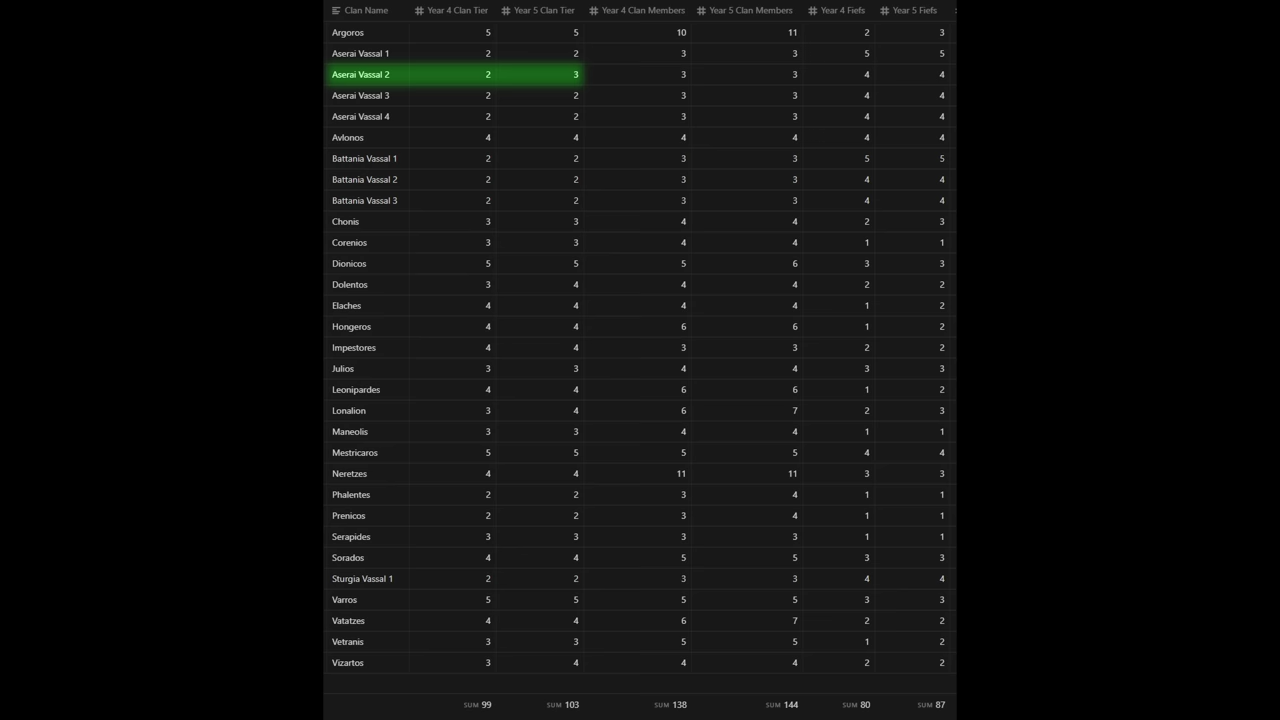 Clan Name # Year 4 Clan Tier # Year 5 Clan Tier # Year 4 Clan Members # Year 5 Clan Members # Year 4 Fiefs # Year 5 Fiefs
Argoros 5 5 10 11 2 3
Aserai Vassal 1 2 2 3 3 5 5
Aserai Vassal 2 2 3 3 3 4 4
Aserai Vassal 3 2 2 3 3 4 4
Aserai Vassal 4 2 2 3 3 4 4
Avlonos 4 4 4 4 4 4
Battania Vassal 1 2 2 3 3 5 5
Battania Vassal 2 2 2 3 3 4 4
Battania Vassal 3 2 2 3 3 4 4
Chonis 3 3 4 4 2 3
Corenios 3 3 4 4 1 1
Dionicos 5 5 5 6 3 3
Dolentos 3 4 4 4 2 2
Elaches 4 4 4 4 1 2
Hongeros 4 4 6 6 1 2
Impestores 4 4 3 3 2 2
Julios 3 3 4 4 3 3
Leonipardes 4 4 6 6 1 2
Lonalion 3 4 6 7 2 3
Maneolis 3 3 4 4 1 1
Mestricaros 5 5 5 5 4 4
Neretzes 4 4 11 11 3 3
Phalentes 2 2 3 4 1 1
Prenicos 2 2 3 4 1 1
Serapides 3 3 3 3 1 1
Sorados 4 4 5 5 3 3
Sturgia Vassal 1 2 2 3 3 4 4
Varros 5 5 5 5 3 3
Vatatzes 4 4 6 7 2 2
Vetranis 3 3 5 5 1 2
Vizartos 3 4 4 4 2 2
SUM 99 SUM 103 SUM 138 SUM 144 SUM 80 SUM 87